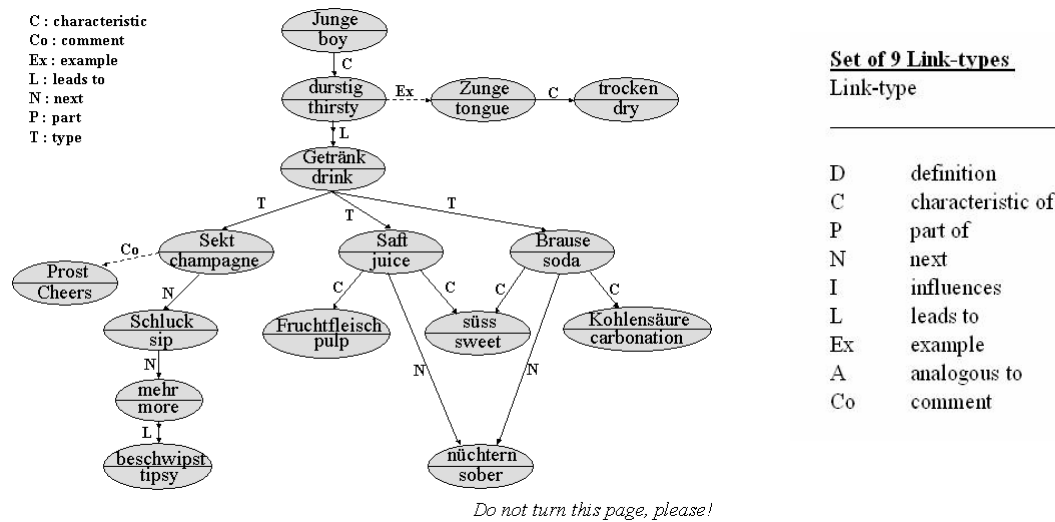 C : characteristic
Co : comment
Ex : example
L : leads to
N : next
P : part
T : type
Junge
boy
C
durstig
thirsty
Ex
Zunge
tongue
C
trocken
dry
L
Getränk
drink
T
T
T
Sekt
champagne
Saft
juice
Brause
soda
Co
Prost
Cheers
N
C
C
C
C
Schluck
sip
Fruchtfleisch
pulp
süss
sweet
Kohlensäure
carbonation
N
N
N
mehr
more
L
beschwipst
tipsy
nüchtern
sober
Do not turn this page, please!
Set of 9 Link-types
Link-type
D definition
C characteristic of
P part of
N next
I influences
L leads to
Ex example
A analogous to
Co comment